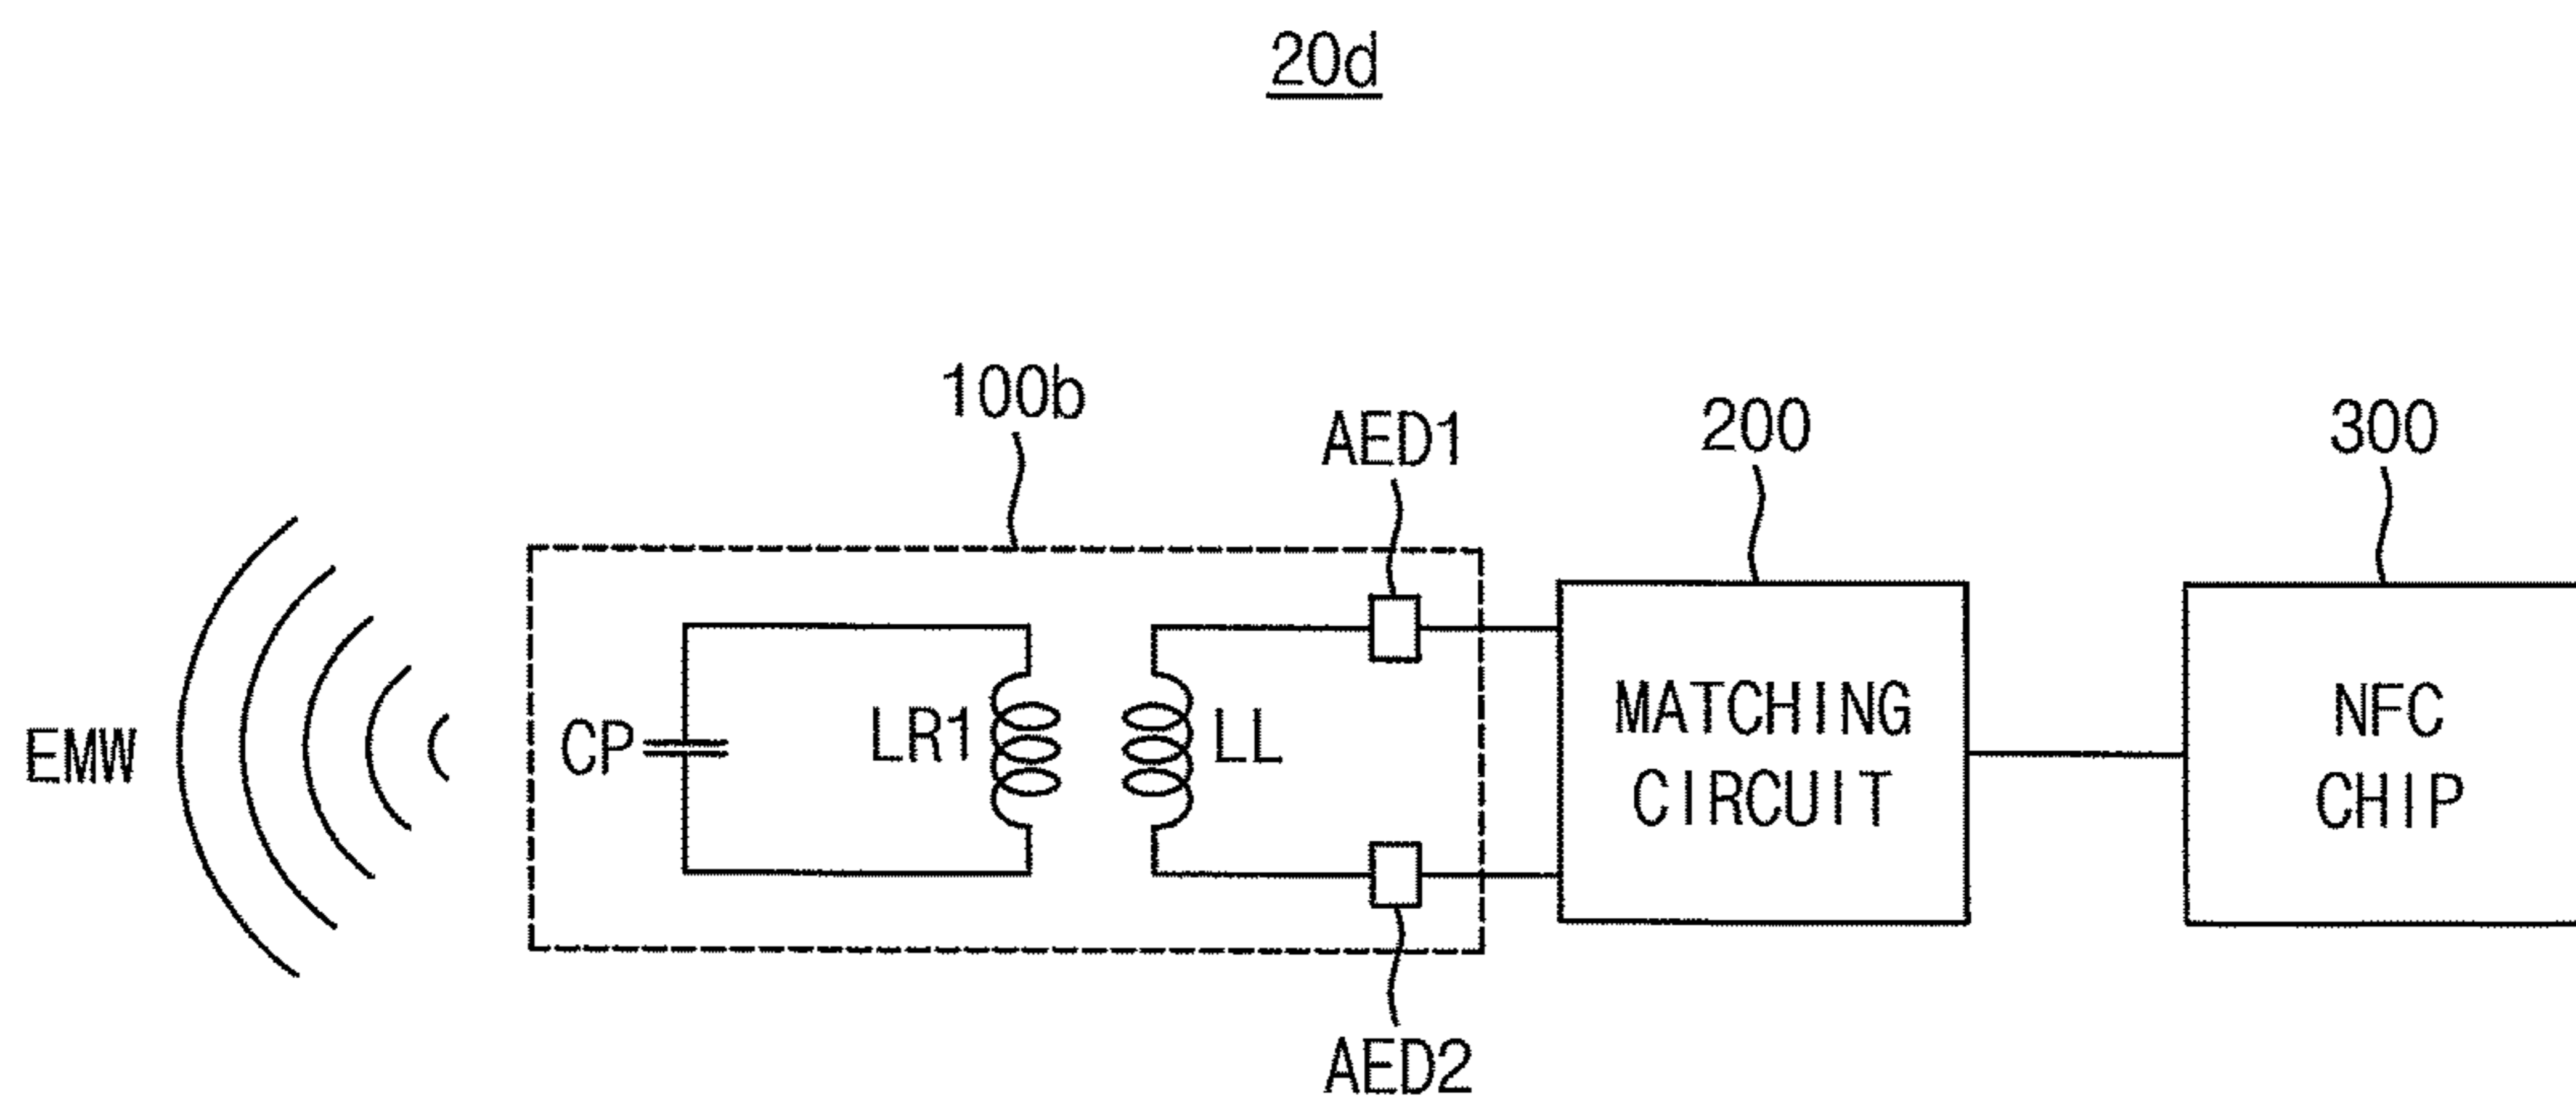 20d
100b
AED1
200
300
EMW
CP
LR1
LL
MATCHING
CIRCUIT
NFC
CHIP
AED2